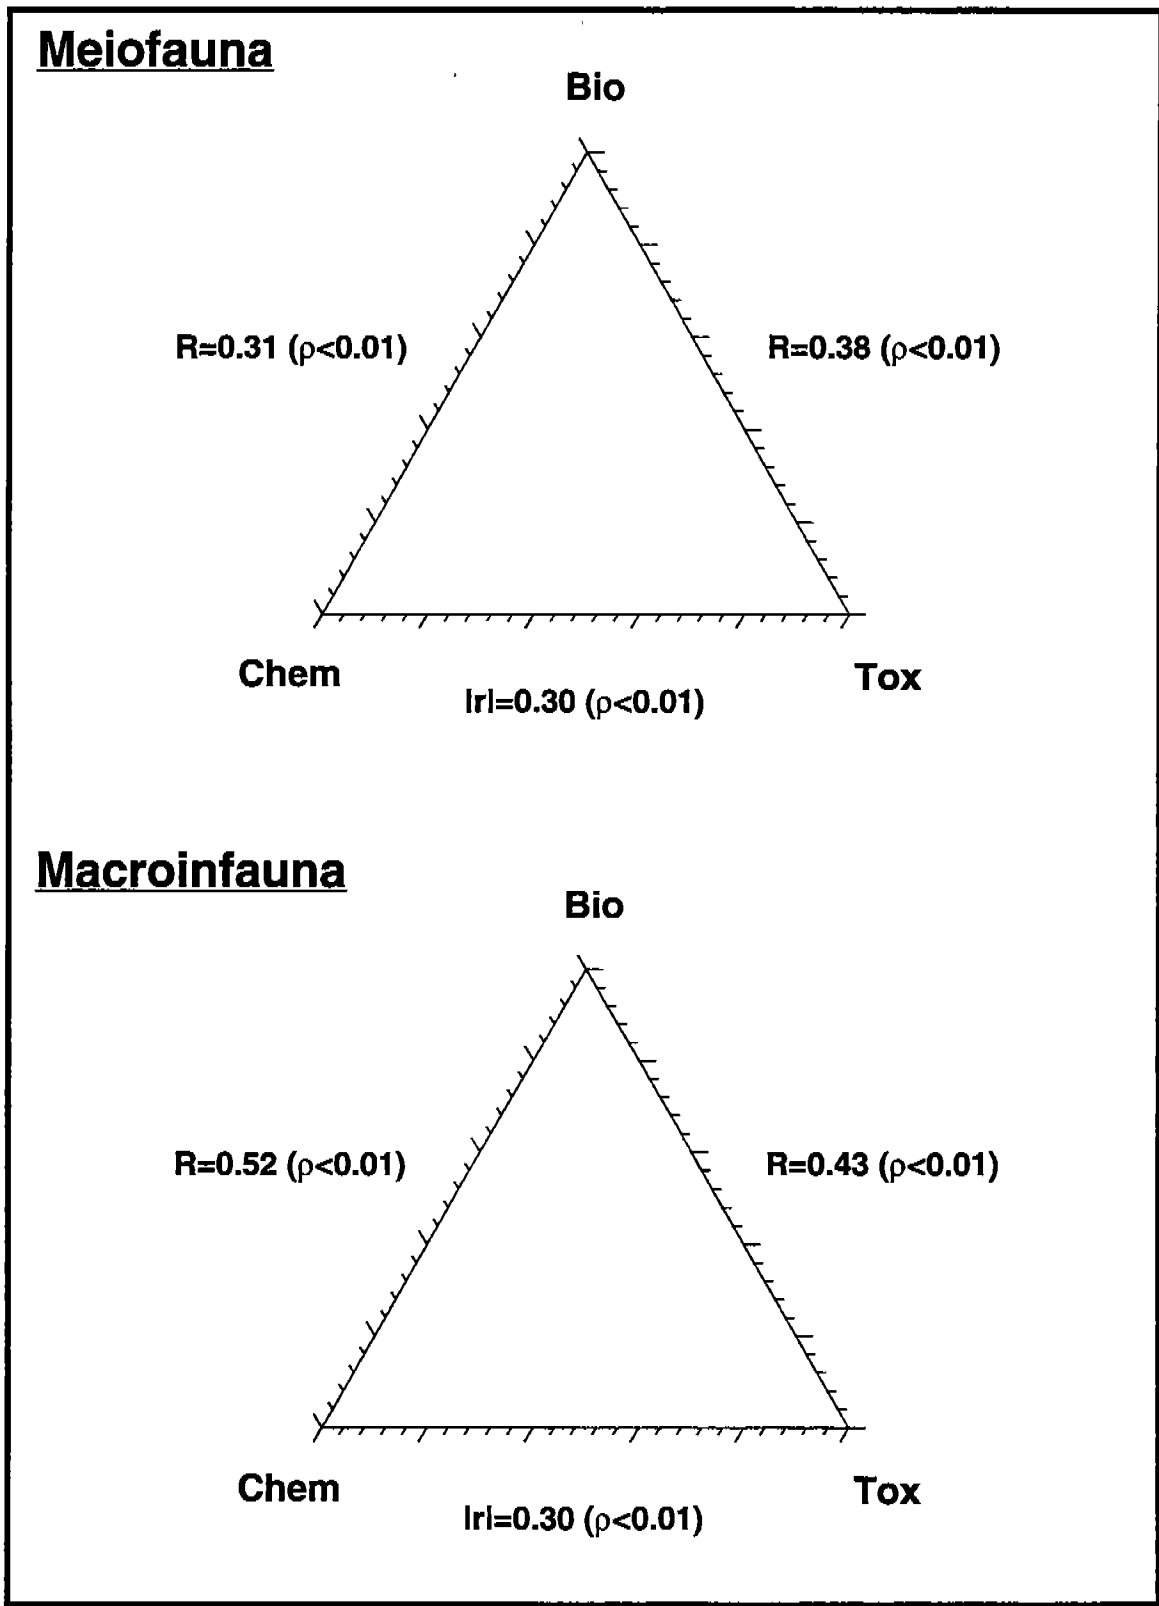 Meiofauna
Bio
R=0.31 (ρ<0.01)
R=0.38 (ρ<0.01)
Chem
Tox
|r|=0.30 (ρ<0.01)
Macroinfauna
Bio
R=0.52 (ρ<0.01)
R=0.43 (ρ<0.01)
Chem
Tox
|r|=0.30 (ρ<0.01)